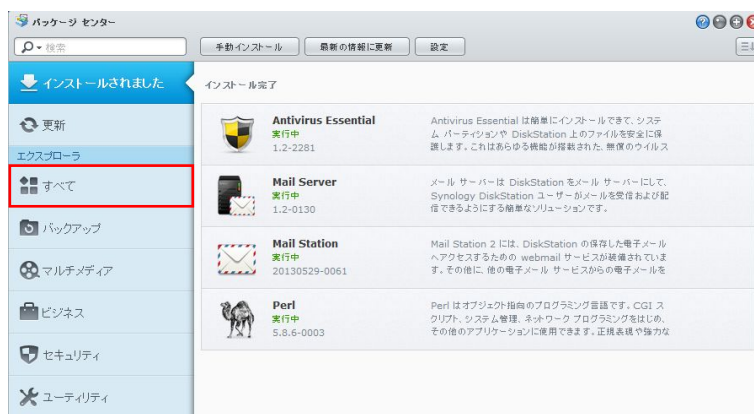 パッケージ センター
検索
手動インストール
最新の情報に更新
設定
インストールされました
更新
エクスプローラ
すべて
バックアップ
マルチメディア
ビジネス
セキュリティ
ユーティリティ
インストール完了
Antivirus Essential
実行中
1.2-2281
Antivirus Essential は簡単にインストールできて、システ
ム パーティションや DiskStation 上のファイルを安全に保
護します。これはあらゆる機能が搭載された、無償のウイルス
Mail Server
実行中
1.2-0130
メール サーバーは DiskStation をメール サーバーにして、
Synology DiskStation ユーザーがメールを受信および配
信できるようにする簡単なソリューションです。
Mail Station
実行中
20130529-0061
Mail Station 2 には、DiskStation の保存した電子メール
へアクセスするための webmail サービスが装備されていま
す。その他に、他の電子メール サービスからの電子メールを
Perl
実行中
5.8.6-0003
Perl はオブジェクト指向のプログラミング言語です。CGI ス
クリプト、システム管理、ネットワーク プログラミングをはじめ、
その他のアプリケーションに使用できます。正規表現や強力な